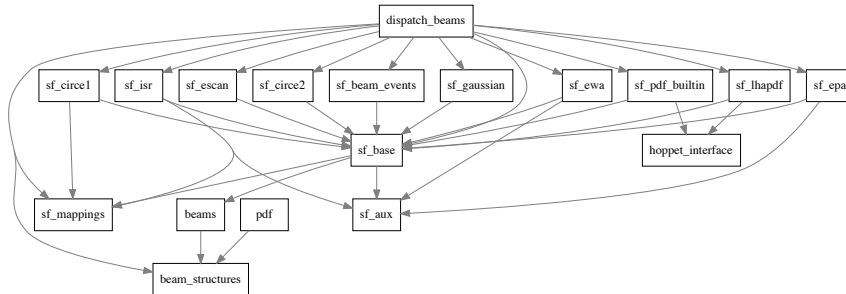 dispatch_beams
sf_circe1 sf_isr sf_escan sf_circe2 sf_beam_events sf_gaussian sf_ewa sf_pdf_builtin sf_lhapdf sf_epa
sf_base hoppet_interface
sf_mappings beams pdf sf_aux
beam_structures